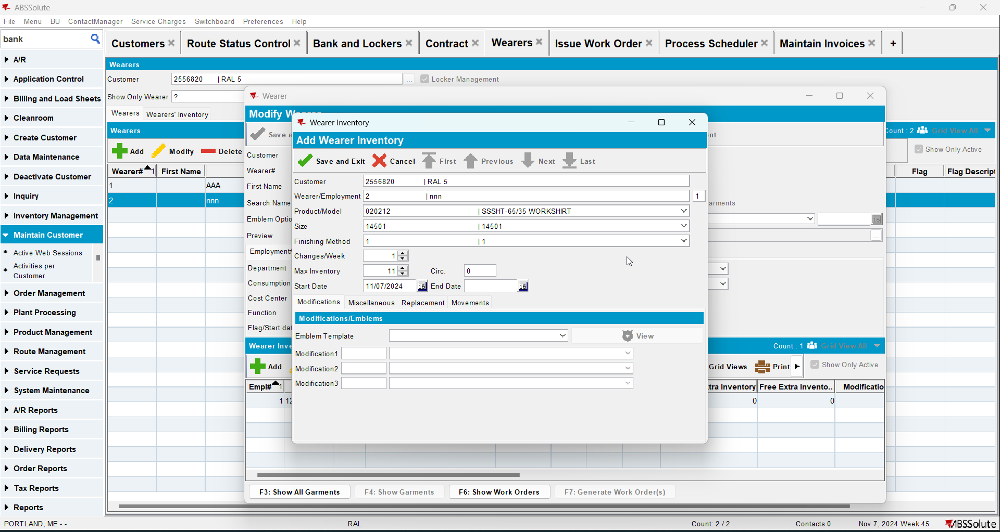 ABSSolute
File Menu BU ContactManager Service Charges Switchboard Preferences Help
bank
Customers Route Status Control Bank and Lockers Contract Wearers Issue Work Order Process Scheduler Maintain Invoices +
A/R
Application Control
Billing and Load Sheets
Cleanroom
Create Customer
Data Maintenance
Deactivate Customer
Inquiry
Inventory Management
Maintain Customer
Active Web Sessions
Activities per
Customer
Order Management
Plant Processing
Product Management
Route Management
Service Requests
System Maintenance
A/R Reports
Billing Reports
Delivery Reports
Order Reports
Tax Reports
Reports
Wearers
Customer 2556820 | RAL 5 ... Locker Management
Show Only Wearer ?
Wearers Wearers' Inventory
Wearers
Count : 2 Grid View All
Add Modify Delete
Show Only Active
Wearer# 1 First Name
Flag Flag Descript
1 AAA
2 nnn
Wearer
Modify Wearer
Save a
nt
Customer
Wearer#
First Name
Search Name
arments
Emblem Optio
16
Preview
...
Employment#
Department
Consumption
Cost Center
Function
Flag/Start dat
Wearer Inve
Count : 1 Grid View All
Add
Grid Views Print Show Only Active
Empl# 1
tra Inventory Free Extra Invento... Modificatio
1 12
0 0
F3: Show All Garments F4: Show Garments F6: Show Work Orders F7: Generate Work Order(s)
Wearer Inventory
Add Wearer Inventory
Save and Exit Cancel First Previous Next Last
Customer 2556820 | RAL 5
Wearer/Employment 2 | nnn 1
Product/Model 020212 | SSSHT-65/35 WORKSHIRT
Size 14501 | 14501
Finishing Method 1 | 1
Changes/Week 1
Max Inventory 11 Circ. 0
Start Date 11/07/2024 16 End Date 16
Modifications Miscellaneous Replacement Movements
Modifications/Emblems
Emblem Template View
Modification1
Modification2
Modification3
PORTLAND, ME - - RAL Count: 2 / 2 Contacts 0 Nov 7, 2024 Week 45 ABSSolute